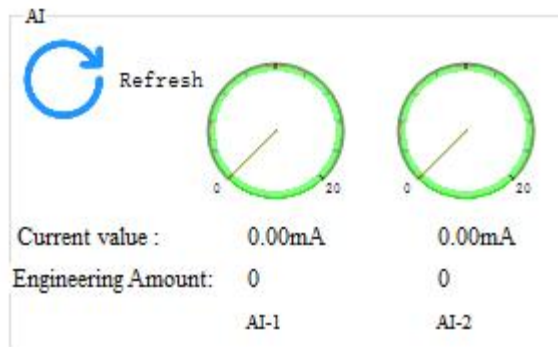 AI
Refresh
0 20 0 20
Current value : 0.00mA 0.00mA
Engineering Amount: 0 0
AI-1 AI-2